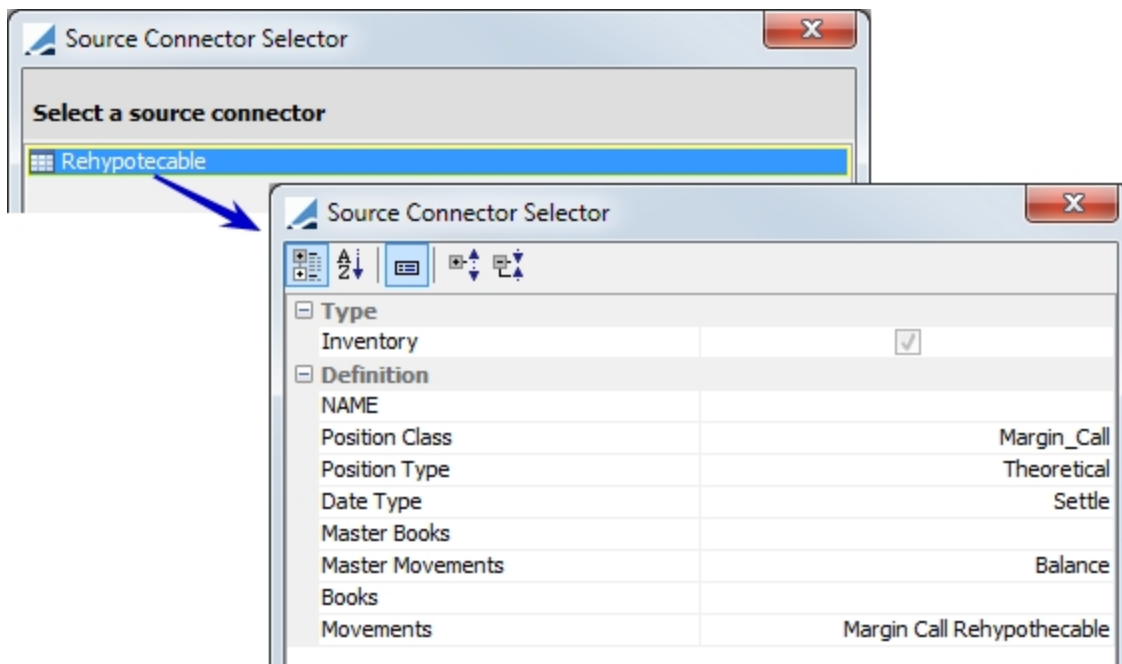 Source Connector Selector
Select a source connector
Rehypotecable
Source Connector Selector
Type
Inventory
Definition
NAME
Position Class Margin_Call
Position Type Theoretical
Date Type Settle
Master Books
Master Movements Balance
Books
Movements Margin Call Rehypothecable